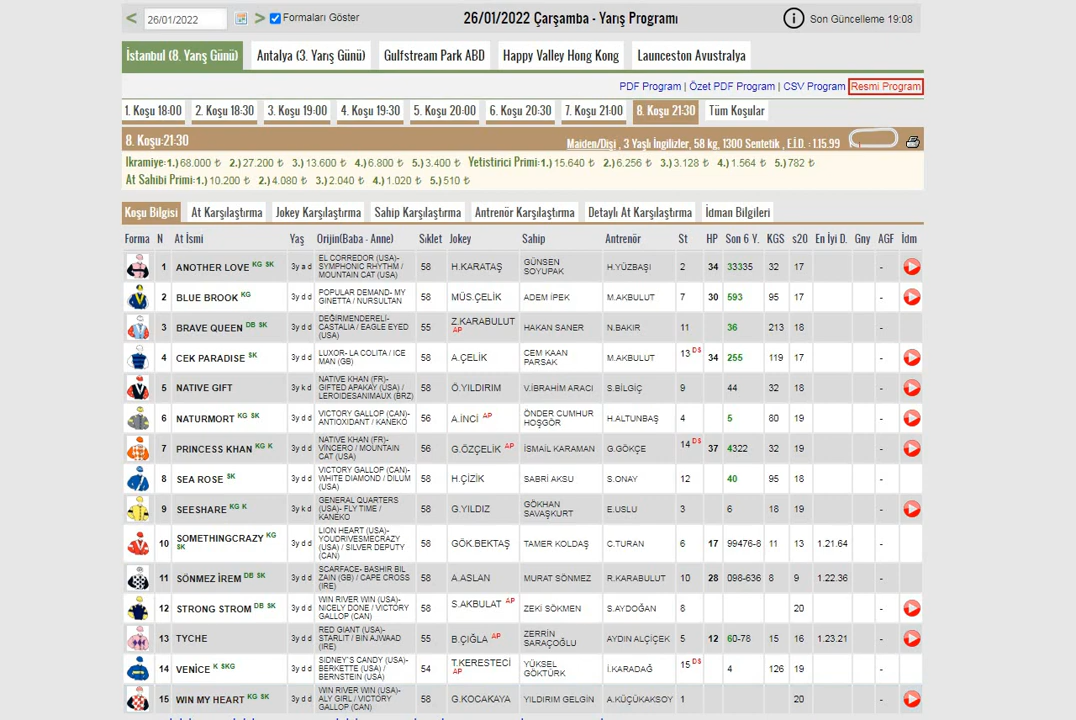 < 26/01/2022 > Formaları Göster 26/01/2022 Çarşamba - Yarış Programı Son Güncelleme 19:08
İstanbul (8. Yarış Günü) Antalya (3. Yarış Günü) Gulfstream Park ABD Happy Valley Hong Kong Launceston Avustralya
PDF Program | Özet PDF Program | CSV Program Resmi Program
1. Koşu 18:00 2. Koşu 18:30 3. Koşu 19:00 4. Koşu 19:30 5. Koşu 20:00 6. Koşu 20:30 7. Koşu 21:00 8. Koşu 21:30 Tüm Koşular
8. Koşu:21:30 Maiden/Dişi , 3 Yaşlı İngilizler, 58 kg, 1300 Sentetik , E.İ.D. : 1.15.99
Ikramiye:1.) 68.000 ₺ 2.) 27.200 ₺ 3.) 13.600 ₺ 4.) 6.800 ₺ 5.) 3.400 ₺ Yetistirici Primi:1.) 15.640 ₺ 2.) 6.256 ₺ 3.) 3.128 ₺ 4.) 1.564 ₺ 5.) 782 ₺
At Sahibi Primi:1.) 10.200 ₺ 2.) 4.080 ₺ 3.) 2.040 ₺ 4.) 1.020 ₺ 5.) 510 ₺
Koşu Bilgisi At Karşılaştırma Jokey Karşılaştırma Sahip Karşılaştırma Antrenör Karşılaştırma Detaylı At Karşılaştırma İdman Bilgileri
Forma N At İsmi Yaş Orijin(Baba - Anne) Sıklet Jokey Sahip Antrenör St HP Son 6 Y. KGS s20 En İyi D. Gny AGF İdm
1 ANOTHER LOVE KG SK 3y a d EL CORREDOR (USA)- SYMPHONIC RHYTHM / MOUNTAIN CAT (USA) 58 H.KARATAŞ GÜNSEN SOYUPAK H.YÜZBAŞI 2 34 33335 32 17 -
2 BLUE BROOK KG 3y d d POPULAR DEMAND- MY GINETTA / NURSULTAN 58 MÜS.ÇELİK ADEM İPEK M.AKBULUT 7 30 593 95 17 -
3 BRAVE QUEEN DB SK 3y d d DEĞİRMENDERELİ- CASTALIA / EAGLE EYED (USA) 55 Z.KARABULUT AP HAKAN SANER N.BAKIR 11 36 213 18 -
4 CEK PARADISE SK 3y d d LUXOR- LA COLITA / ICE MAN (GB) 58 A.ÇELİK CEM KAAN PARSAK M.AKBULUT 13 DS 34 255 119 17 -
5 NATIVE GIFT 3y k d NATIVE KHAN (FR)- GIFTED APAKAY (USA) / LEROIDESANIMAUX (BRZ) 58 Ö.YILDIRIM V.İBRAHİM ARACI S.BİLGİÇ 9 44 32 18 -
6 NATURMORT KG SK 3y d d VICTORY GALLOP (CAN)- ANTIOXIDANT / KANEKO 56 A.İNCİ AP ÖNDER CUMHUR HOŞGÖR H.ALTUNBAŞ 4 5 80 19 -
7 PRINCESS KHAN KG K 3y d d NATIVE KHAN (FR)- VİNCERO / MOUNTAIN CAT (USA) 56 G.ÖZÇELİK AP İSMAİL KARAMAN G.GÖKÇE 14 DS 37 4322 32 19 -
8 SEA ROSE SK 3y d d VICTORY GALLOP (CAN)- WHITE DIAMOND / DILUM (USA) 58 H.ÇİZİK SABRİ AKSU S.ONAY 12 40 95 18 -
9 SEESHARE KG K 3y k d GENERAL QUARTERS (USA)- FLY TIME / KANEKO 58 G.YILDIZ GÖKHAN SAVAŞKURT E.USLU 3 6 18 19 -
10 SOMETHINGCRAZY KG SK 3y d d LION HEART (USA)- YOUDRIVESMECRAZY (USA) / SILVER DEPUTY (CAN) 58 GÖK.BEKTAŞ TAMER KOLDAŞ C.TURAN 6 17 99476-8 11 13 1.21.64 -
11 SÖNMEZ İREM DB SK 3y d d SCARFACE- BASHIR BIL ZAIN (GB) / CAPE CROSS (IRE) 58 A.ASLAN MURAT SÖNMEZ R.KARABULUT 10 28 098-636 8 9 1.22.36 -
12 STRONG STROM DB SK 3y d d WIN RIVER WIN (USA)- NICELY DONE / VICTORY GALLOP (CAN) 58 S.AKBULAT AP ZEKİ SÖKMEN S.AYDOĞAN 8 20 -
13 TYCHE 3y d d RED GIANT (USA)- STARLIT / BIN AJWAAD (IRE) 55 B.ÇIĞLA AP ZERRİN SARAÇOĞLU AYDIN ALÇİÇEK 5 12 60-78 15 16 1.23.21 -
14 VENİCE K SKG 3y d d SIDNEY'S CANDY (USA)- BERKETTE (USA) / BERNSTEIN (USA) 54 T.KERESTECİ AP YÜKSEL GÖKTÜRK İ.KARADAĞ 15 DS 4 126 19 -
15 WIN MY HEART KG SK 3y d d WIN RIVER WIN (USA)- ALY GIRL / VICTORY GALLOP (CAN) 58 G.KOCAKAYA YILDIRIM GELGİN A.KÜÇÜKAKSOY 1 20 -